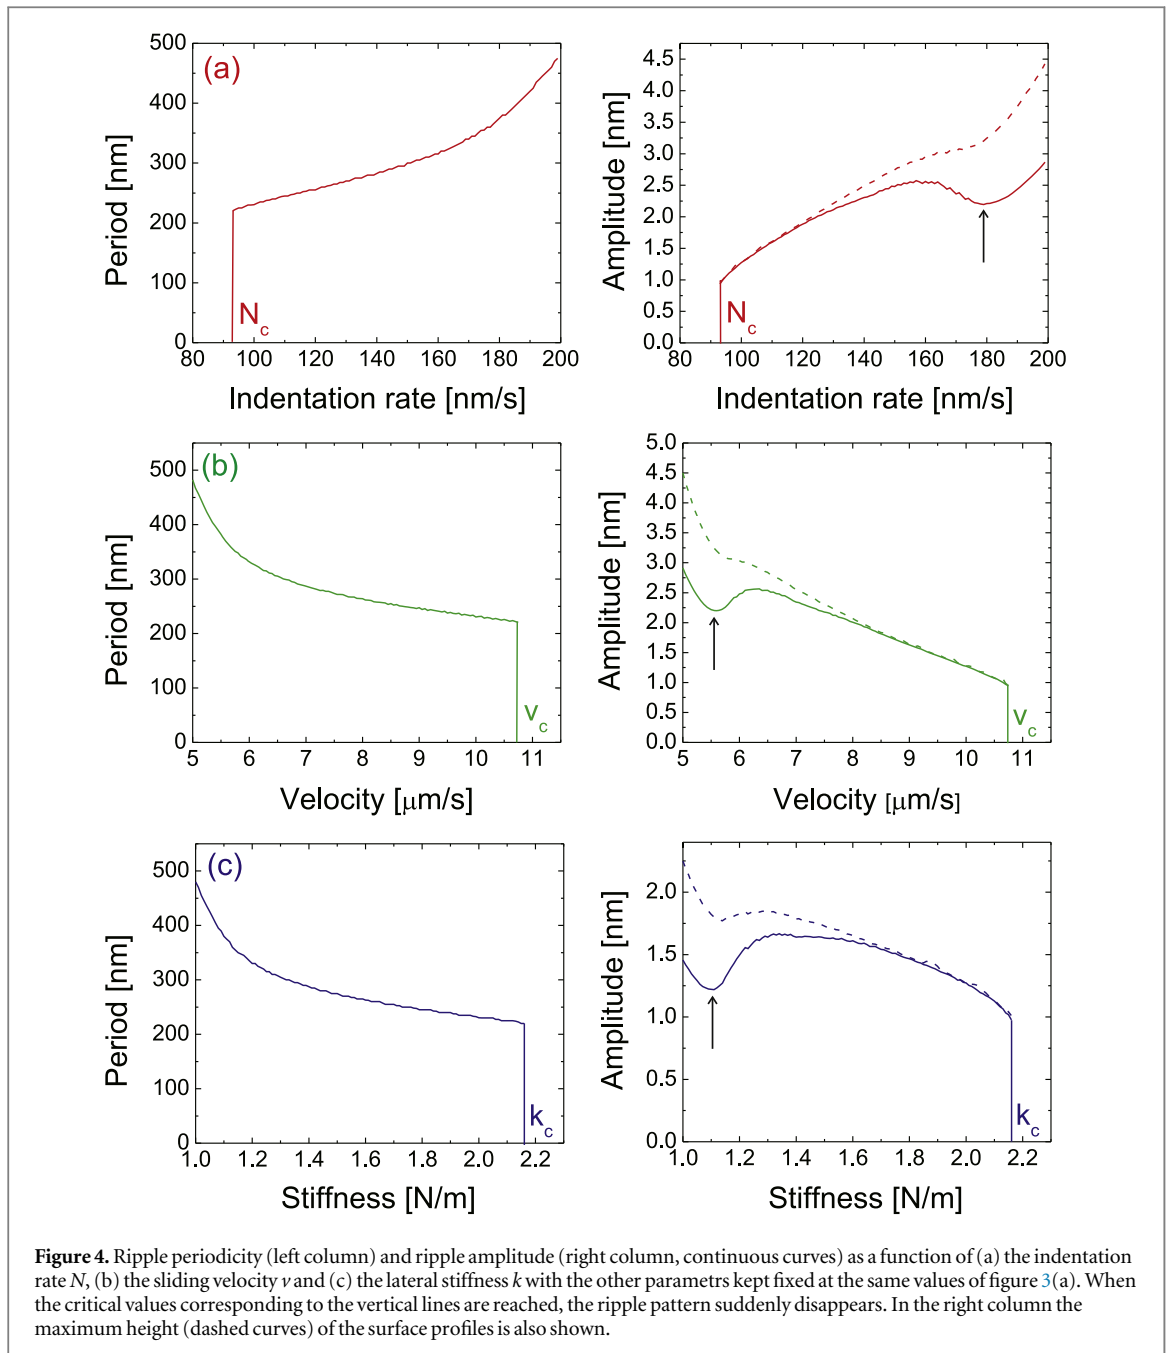 (a)
Period [nm]
500
400
300
200
100
0
N_c
80 100 120 140 160 180 200
Indentation rate [nm/s]
Amplitude [nm]
4.5
4.0
3.5
3.0
2.5
2.0
1.5
1.0
0.5
0.0
N_c
80 100 120 140 160 180 200
Indentation rate [nm/s]
(b)
Period [nm]
500
400
300
200
100
0
v_c
5 6 7 8 9 10 11
Velocity [μm/s]
Amplitude [nm]
5.0
4.5
4.0
3.5
3.0
2.5
2.0
1.5
1.0
0.5
0.0
v_c
5 6 7 8 9 10 11
Velocity [μm/s]
(c)
Period [nm]
500
400
300
200
100
0
k_c
1.0 1.2 1.4 1.6 1.8 2.0 2.2
Stiffness [N/m]
Amplitude [nm]
2.0
1.5
1.0
0.5
0.0
k_c
1.0 1.2 1.4 1.6 1.8 2.0 2.2
Stiffness [N/m]
Figure 4. Ripple periodicity (left column) and ripple amplitude (right column, continuous curves) as a function of (a) the indentation
rate N, (b) the sliding velocity v and (c) the lateral stiffness k with the other parametrs kept fixed at the same values of figure 3(a). When
the critical values corresponding to the vertical lines are reached, the ripple pattern suddenly disappears. In the right column the
maximum height (dashed curves) of the surface profiles is also shown.